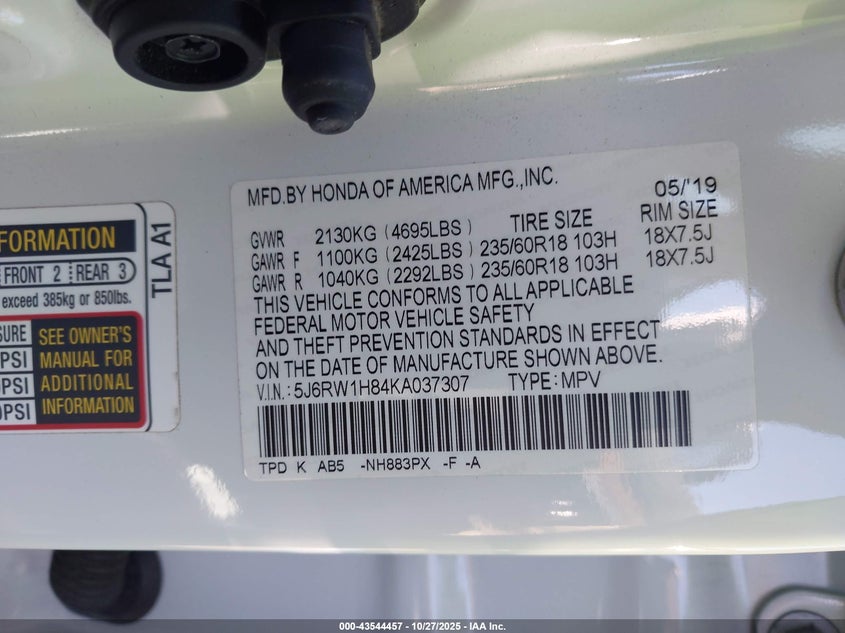 FORMATION
FRONT 2 REAR 3
exceed 385kg or 850lbs.
SURE
PSI
PSI
PSI
SEE OWNER'S
MANUAL FOR
ADDITIONAL
INFORMATION
TLA A1
MFD.BY HONDA OF AMERICA MFG.,INC. 05/'19
GVWR 2130KG (4695LBS) TIRE SIZE RIM SIZE
GAWR F 1100KG (2425LBS) 235/60R18 103H 18X7.5J
GAWR R 1040KG (2292LBS) 235/60R18 103H 18X7.5J
THIS VEHICLE CONFORMS TO ALL APPLICABLE
FEDERAL MOTOR VEHICLE SAFETY
AND THEFT PREVENTION STANDARDS IN EFFECT
ON THE DATE OF MANUFACTURE SHOWN ABOVE.
V.I.N.: 5J6RW1H84KA037307 TYPE: MPV
TPD K AB5 -NH883PX -F -A
000-43544457 | 10/27/2025 | IAA Inc.